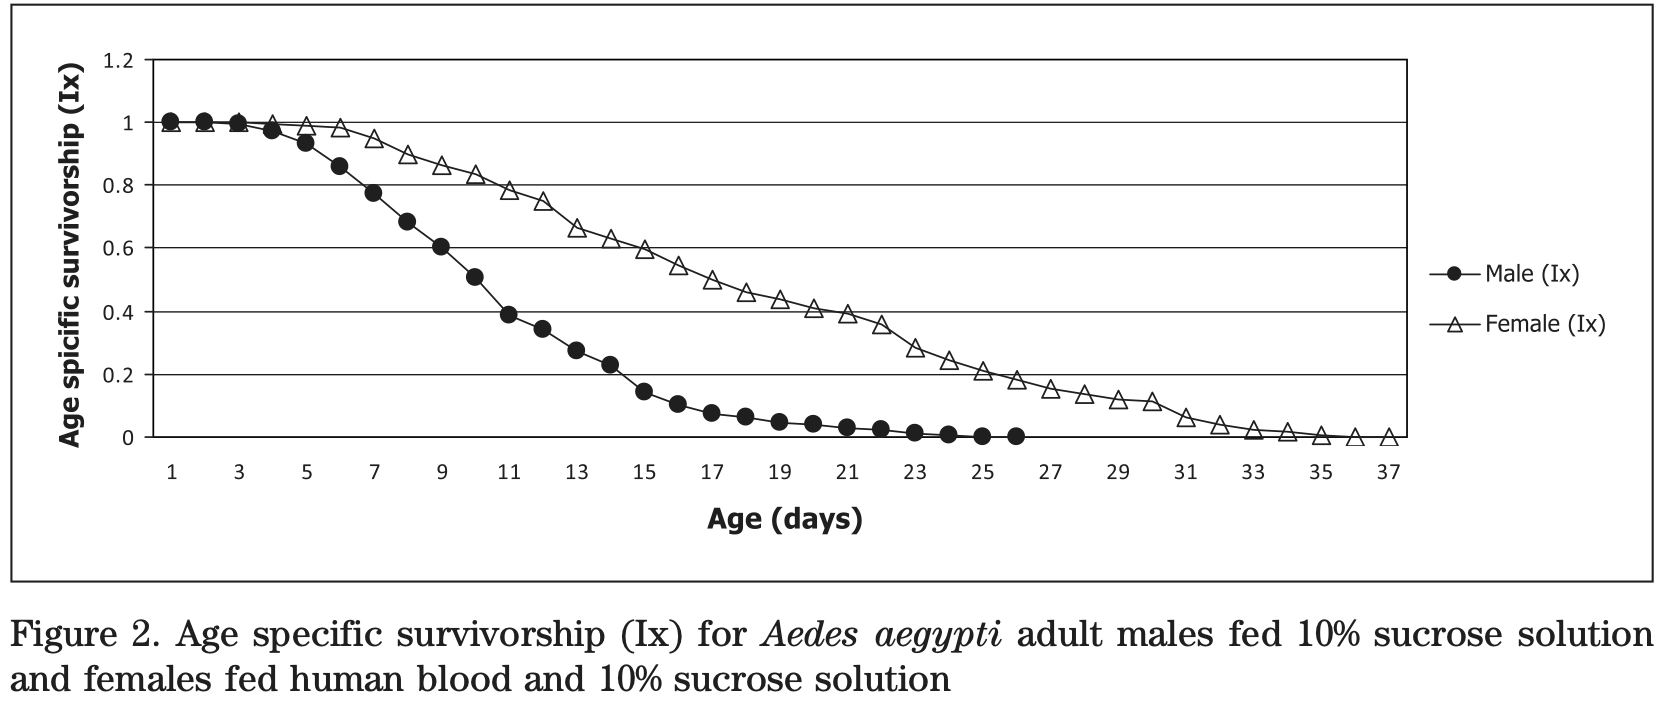 1.2
1
0.8
0.6
0.4
0.2
0
Age spicific survivorship (Ix)
1 3 5 7 9 11 13 15 17 19 21 23 25 27 29 31 33 35 37
Age (days)
Male (Ix)
Female (Ix)
Figure 2. Age specific survivorship (Ix) for Aedes aegypti adult males fed 10% sucrose solution
and females fed human blood and 10% sucrose solution